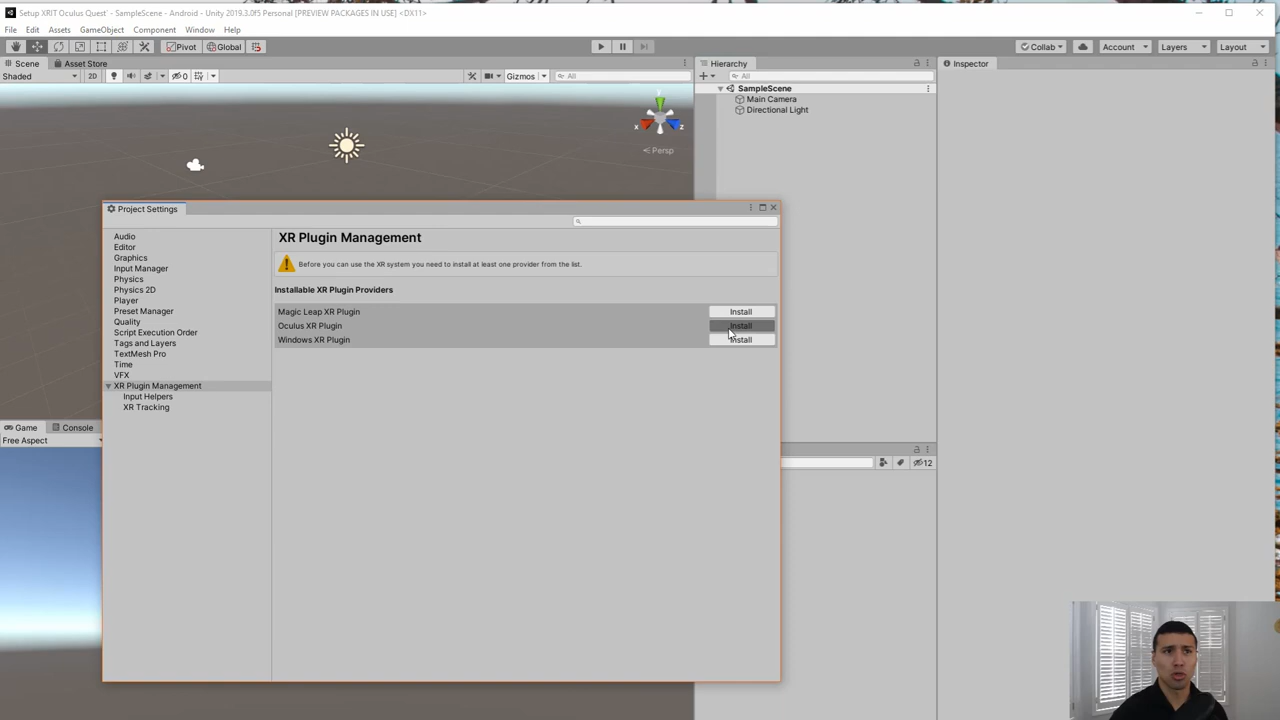 Setup XRIT Oculus Quest - SampleScene - Android - Unity 2019.3.0f5 Personal [PREVIEW PACKAGES IN USE] <DX11>
File Edit Assets GameObject Component Window Help
Pivot Global Collab Account Layers Layout
Scene Asset Store Hierarchy Inspector
Shaded 2D 0 Gizmos All All
SampleScene
Main Camera
Directional Light
y
x z
Persp
Project Settings
Audio
Editor
Graphics
Input Manager
Physics
Physics 2D
Player
Preset Manager
Quality
Script Execution Order
Tags and Layers
TextMesh Pro
Time
VFX
XR Plugin Management
Input Helpers
XR Tracking
XR Plugin Management
Before you can use the XR system you need to install at least one provider from the list.
Installable XR Plugin Providers
Magic Leap XR Plugin Install
Oculus XR Plugin Install
Windows XR Plugin Install
Game Console
Free Aspect
12